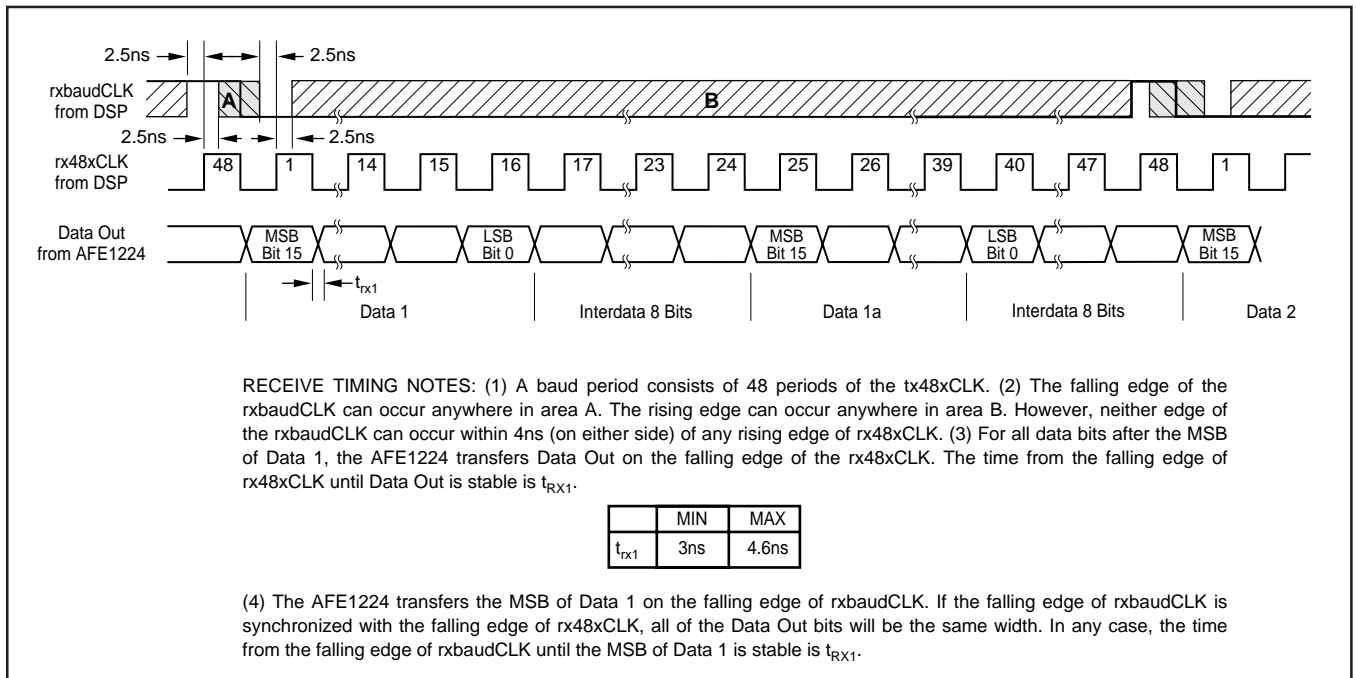 2.5ns 2.5ns
rxbaudCLK
from DSP
A B
2.5ns 2.5ns
rx48xCLK
from DSP
48 1 14 15 16 17 23 24 25 26 39 40 47 48 1
Data Out
from AFE1224
MSB
Bit 15
LSB
Bit 0
MSB
Bit 15
LSB
Bit 0
MSB
Bit 15
trx1
Data 1 Interdata 8 Bits Data 1a Interdata 8 Bits Data 2
RECEIVE TIMING NOTES: (1) A baud period consists of 48 periods of the tx48xCLK. (2) The falling edge of the
rxbaudCLK can occur anywhere in area A. The rising edge can occur anywhere in area B. However, neither edge of
the rxbaudCLK can occur within 4ns (on either side) of any rising edge of rx48xCLK. (3) For all data bits after the MSB
of Data 1, the AFE1224 transfers Data Out on the falling edge of the rx48xCLK. The time from the falling edge of
rx48xCLK until Data Out is stable is tRX1.
MIN MAX
trx1 3ns 4.6ns
(4) The AFE1224 transfers the MSB of Data 1 on the falling edge of rxbaudCLK. If the falling edge of rxbaudCLK is
synchronized with the falling edge of rx48xCLK, all of the Data Out bits will be the same width. In any case, the time
from the falling edge of rxbaudCLK until the MSB of Data 1 is stable is tRX1.